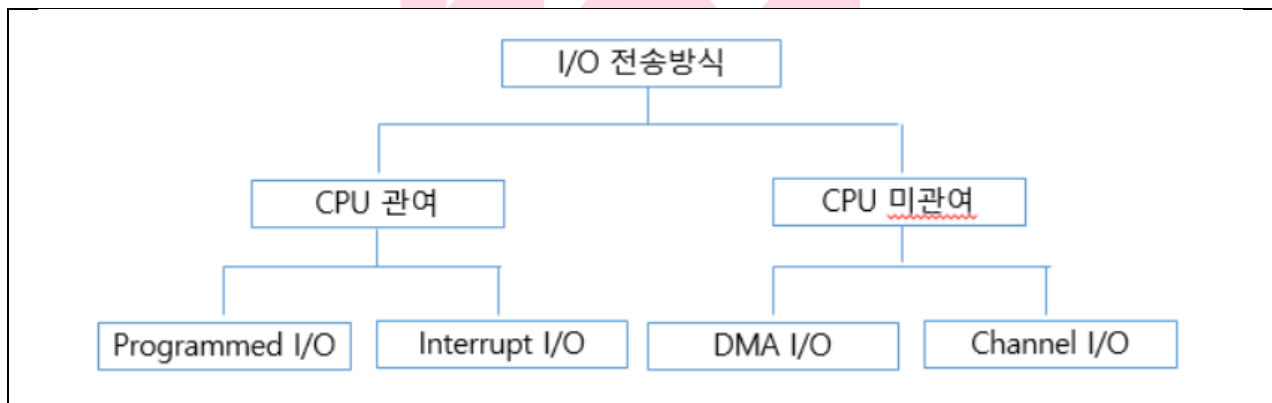 I/O 전송방식
CPU 관여
CPU 미관여
Programmed I/O
Interrupt I/O
DMA I/O
Channel I/O